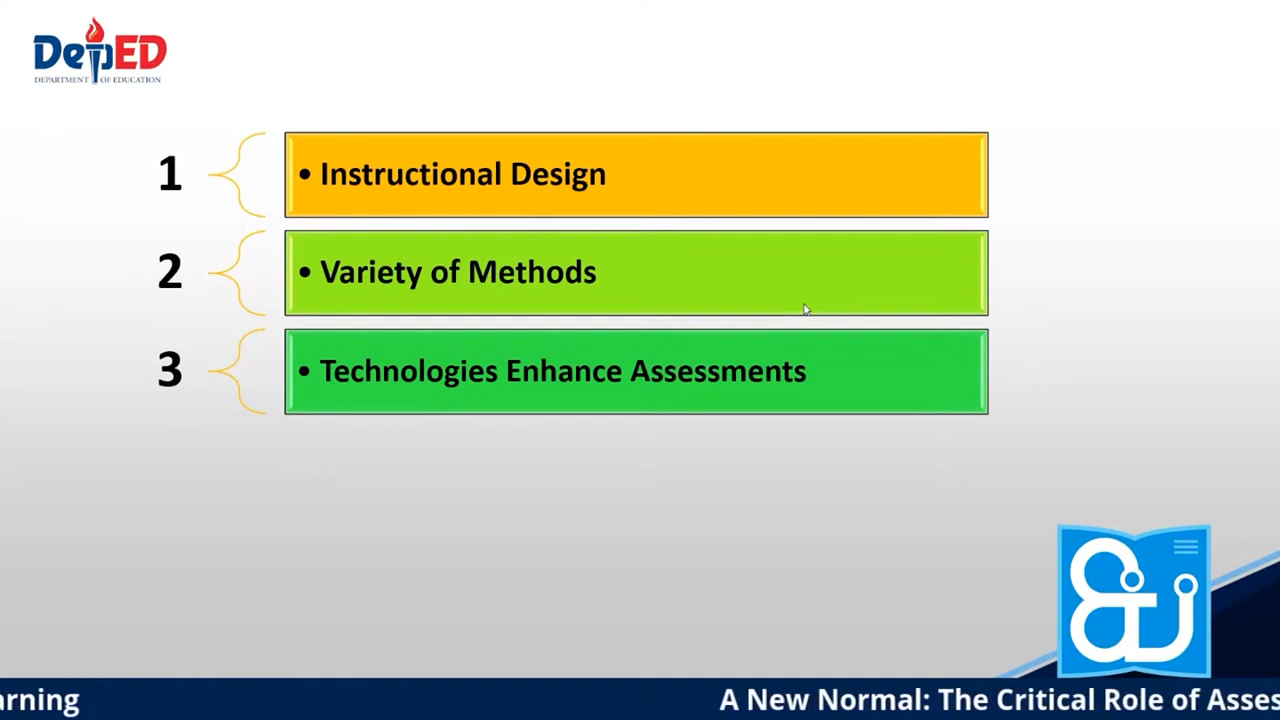 DepED
DEPARTMENT OF EDUCATION
1
• Instructional Design
2
• Variety of Methods
3
• Technologies Enhance Assessments
arning
A New Normal: The Critical Role of Asses